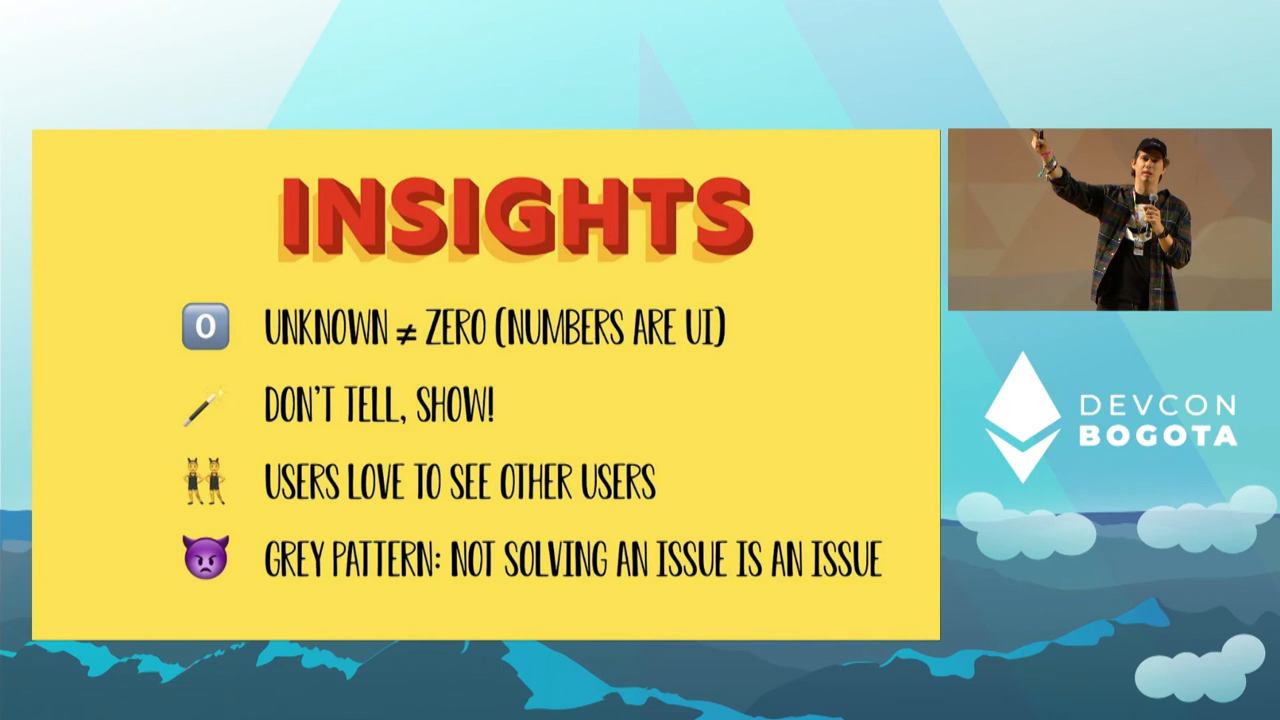 INSIGHTS
0 UNKNOWN ≠ ZERO (NUMBERS ARE UI)
DON'T TELL, SHOW!
USERS LOVE TO SEE OTHER USERS
GREY PATTERN: NOT SOLVING AN ISSUE IS AN ISSUE
DEVCON
BOGOTA